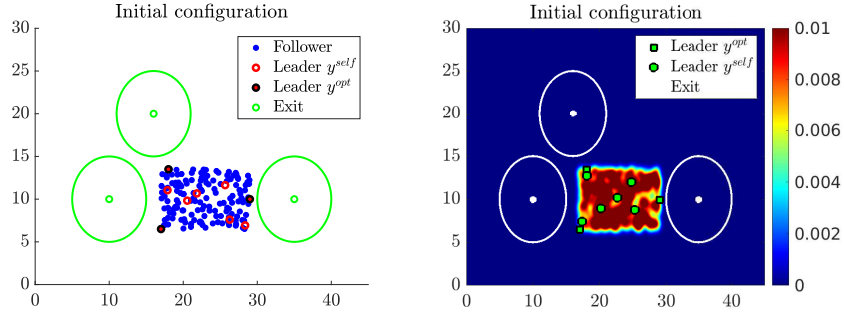 Initial configuration
30
25
20
15
10
5
0
0 10 20 30 40
Follower
Leader y^self
Leader y^opt
Exit
Initial configuration
30
25
20
15
10
5
0
0 10 20 30 40
Leader y^opt
Leader y^self
Exit
0.01
0.008
0.006
0.004
0.002
0